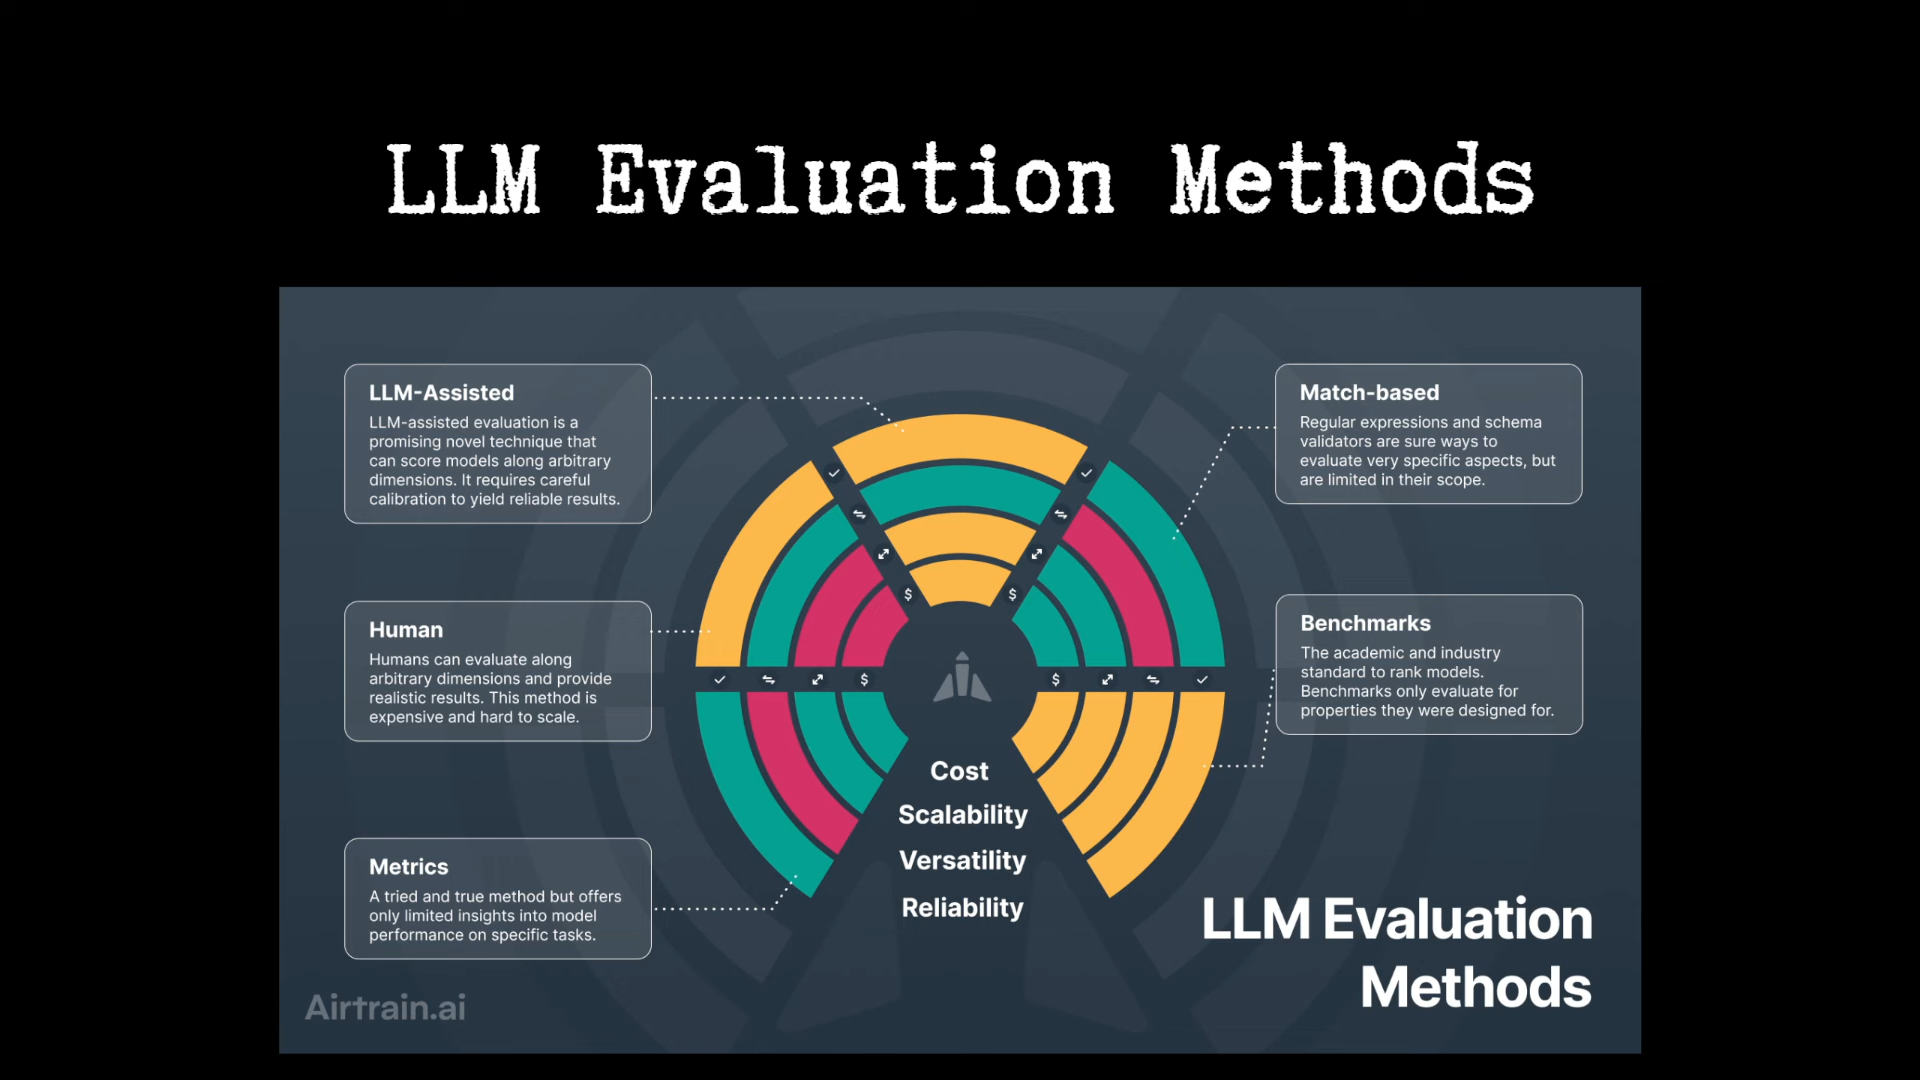 LLM Evaluation Methods
LLM-Assisted
LLM-assisted evaluation is a
promising novel technique that
can score models along arbitrary
dimensions. It requires careful
calibration to yield reliable results.
Match-based
Regular expressions and schema
validators are sure ways to
evaluate very specific aspects, but
are limited in their scope.
Human
Humans can evaluate along
arbitrary dimensions and provide
realistic results. This method is
expensive and hard to scale.
Benchmarks
The academic and industry
standard to rank models.
Benchmarks only evaluate for
properties they were designed for.
Metrics
A tried and true method but offers
only limited insights into model
performance on specific tasks.
$
$
$
$
Cost
Scalability
Versatility
Reliability
LLM Evaluation
Methods
Airtrain.ai